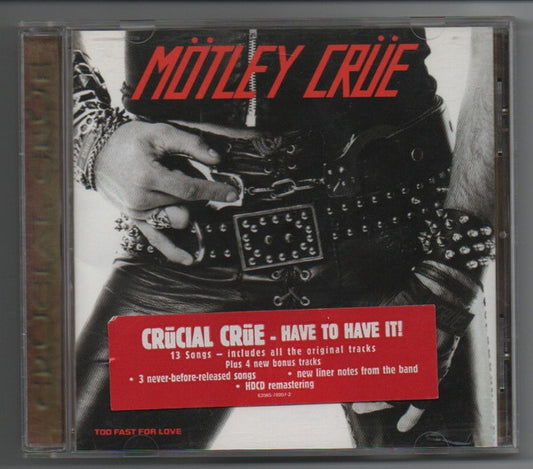 MÖTLEY CRÜE
CRÜCIAL CRÜE – HAVE TO HAVE IT!
13 Songs – includes all the original tracks
Plus 4 new bonus tracks
• 3 never-before-released songs • new liner notes from the band
• HDCD remastering
TOO FAST FOR LOVE